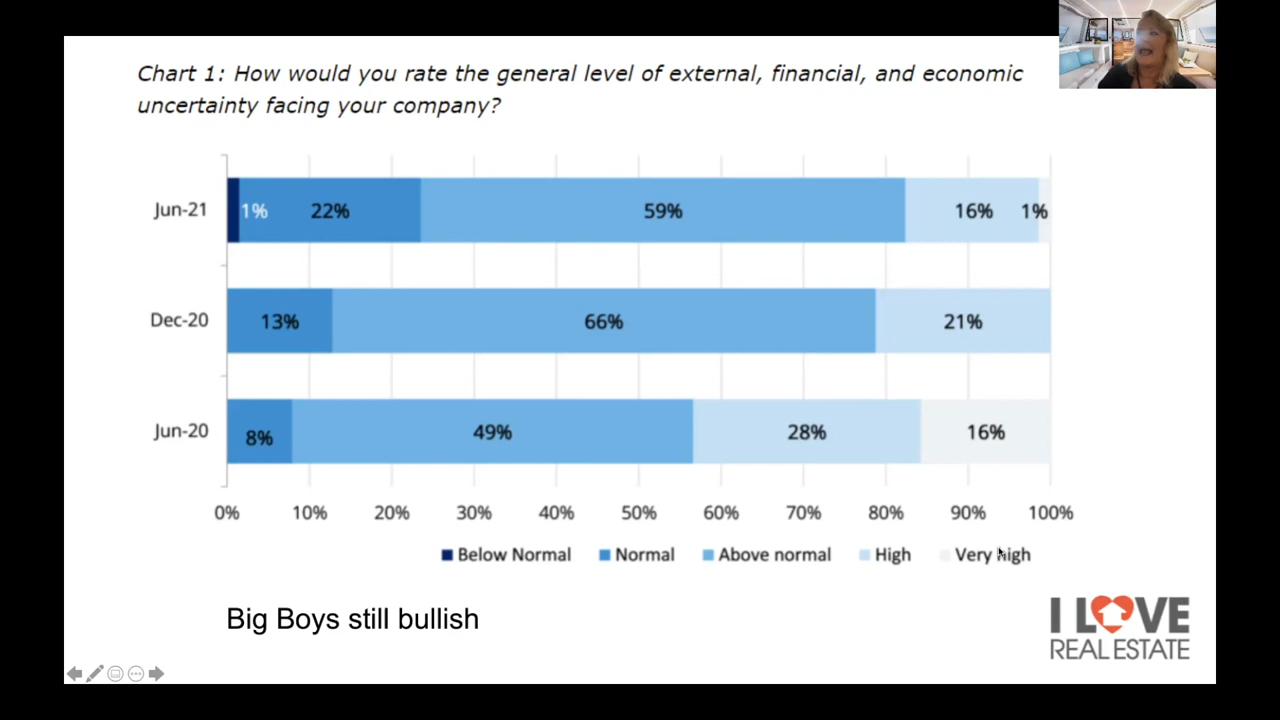 Chart 1: How would you rate the general level of external, financial, and economic
uncertainty facing your company?
Jun-21
1% 22% 59% 16% 1%
Dec-20
13% 66% 21%
Jun-20
8% 49% 28% 16%
0% 10% 20% 30% 40% 50% 60% 70% 80% 90% 100%
Below Normal Normal Above normal High Very high
Big Boys still bullish
I LOVE
REAL ESTATE